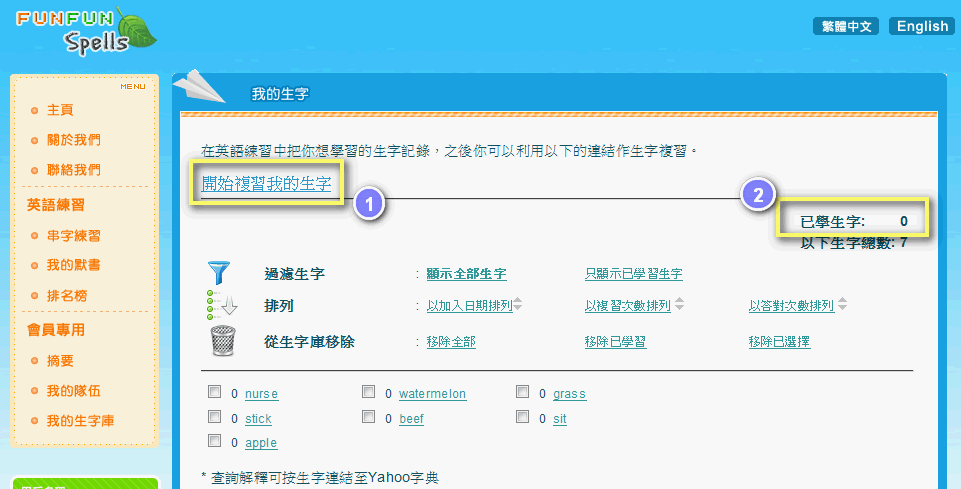 FUNFUN
Spells
繁體中文 English
MENU
主頁
關於我們
聯絡我們
英語練習
串字練習
我的默書
排名榜
會員專用
摘要
我的隊伍
我的生字庫
我的生字
在英語練習中把你想學習的生字記錄，之後你可以利用以下的連結作生字複習。
開始複習我的生字
1
2
已學生字: 0
以下生字總數: 7
過濾生字 : 顯示全部生字 只顯示已學習生字
排列 : 以加入日期排列 以複習次數排列 以答對次數排列
從生字庫移除 : 移除全部 移除已學習 移除已選擇
0 nurse 0 watermelon 0 grass
0 stick 0 beef 0 sit
0 apple
* 查詢解釋可按生字連結至Yahoo字典